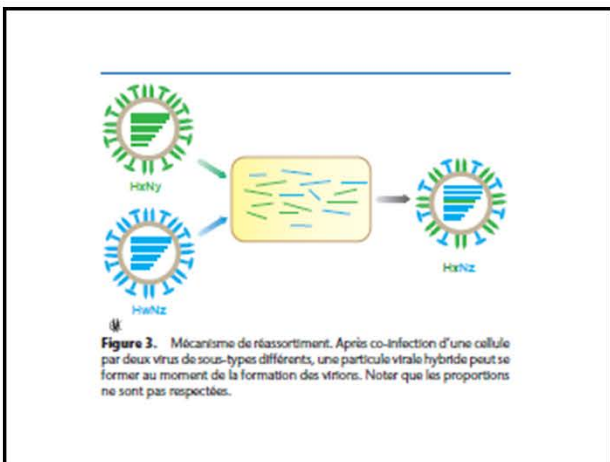 HxNy
HwNz
HxNz
Figure 3. Mécanisme de réassortiment. Après co-infection d'une cellule
par deux virus de sous-types différents, une particule virale hybride peut se
former au moment de la formation des virions. Noter que les proportions
ne sont pas respectées.